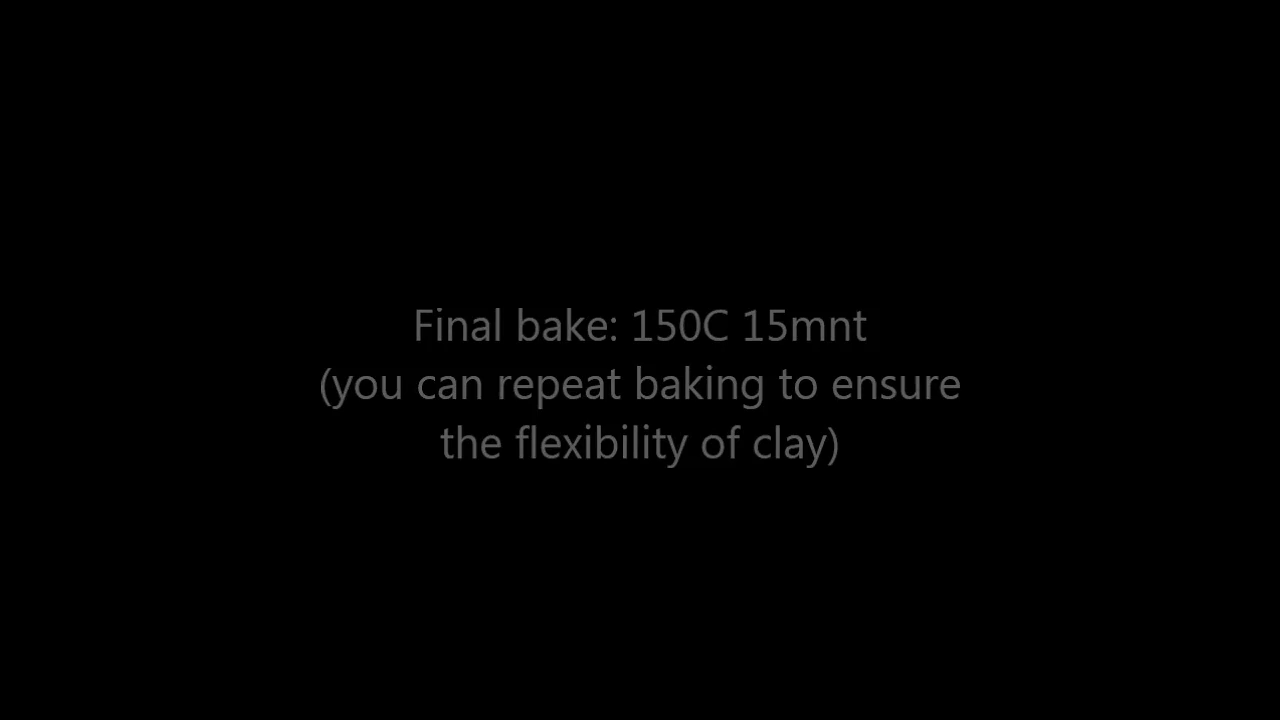 Final bake: 150C 15mnt
(you can repeat baking to ensure
the flexibility of clay)